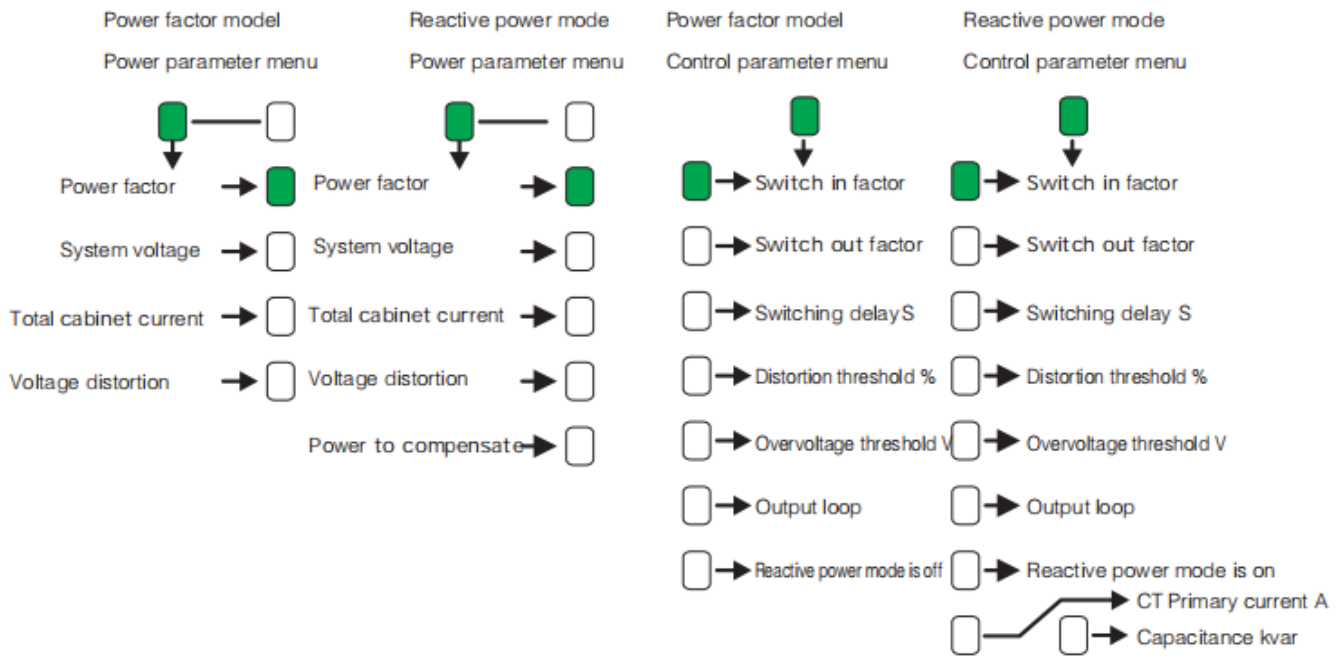 Power factor model
Power parameter menu
Power factor
System voltage
Total cabinet current
Voltage distortion
Reactive power mode
Power parameter menu
Power factor
System voltage
Total cabinet current
Voltage distortion
Power to compensate
Power factor model
Control parameter menu
Switch in factor
Switch out factor
Switching delay S
Distortion threshold %
Overvoltage threshold V
Output loop
Reactive power mode is off
Reactive power mode
Control parameter menu
Switch in factor
Switch out factor
Switching delay S
Distortion threshold %
Overvoltage threshold V
Output loop
Reactive power mode is on
CT Primary current A
Capacitance kvar